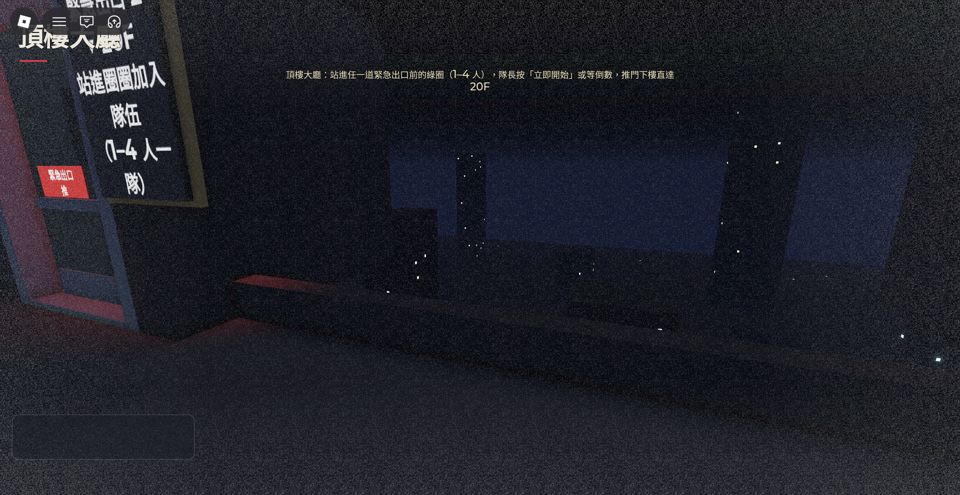 頂樓大廳
20F
站進圈圈加入
隊伍
(1–4 人一
隊)
緊急出口
推
頂樓大廳：站進任一道緊急出口前的綠圈（1–4 人），隊長按「立即開始」或等倒數，推門下樓直達
20F